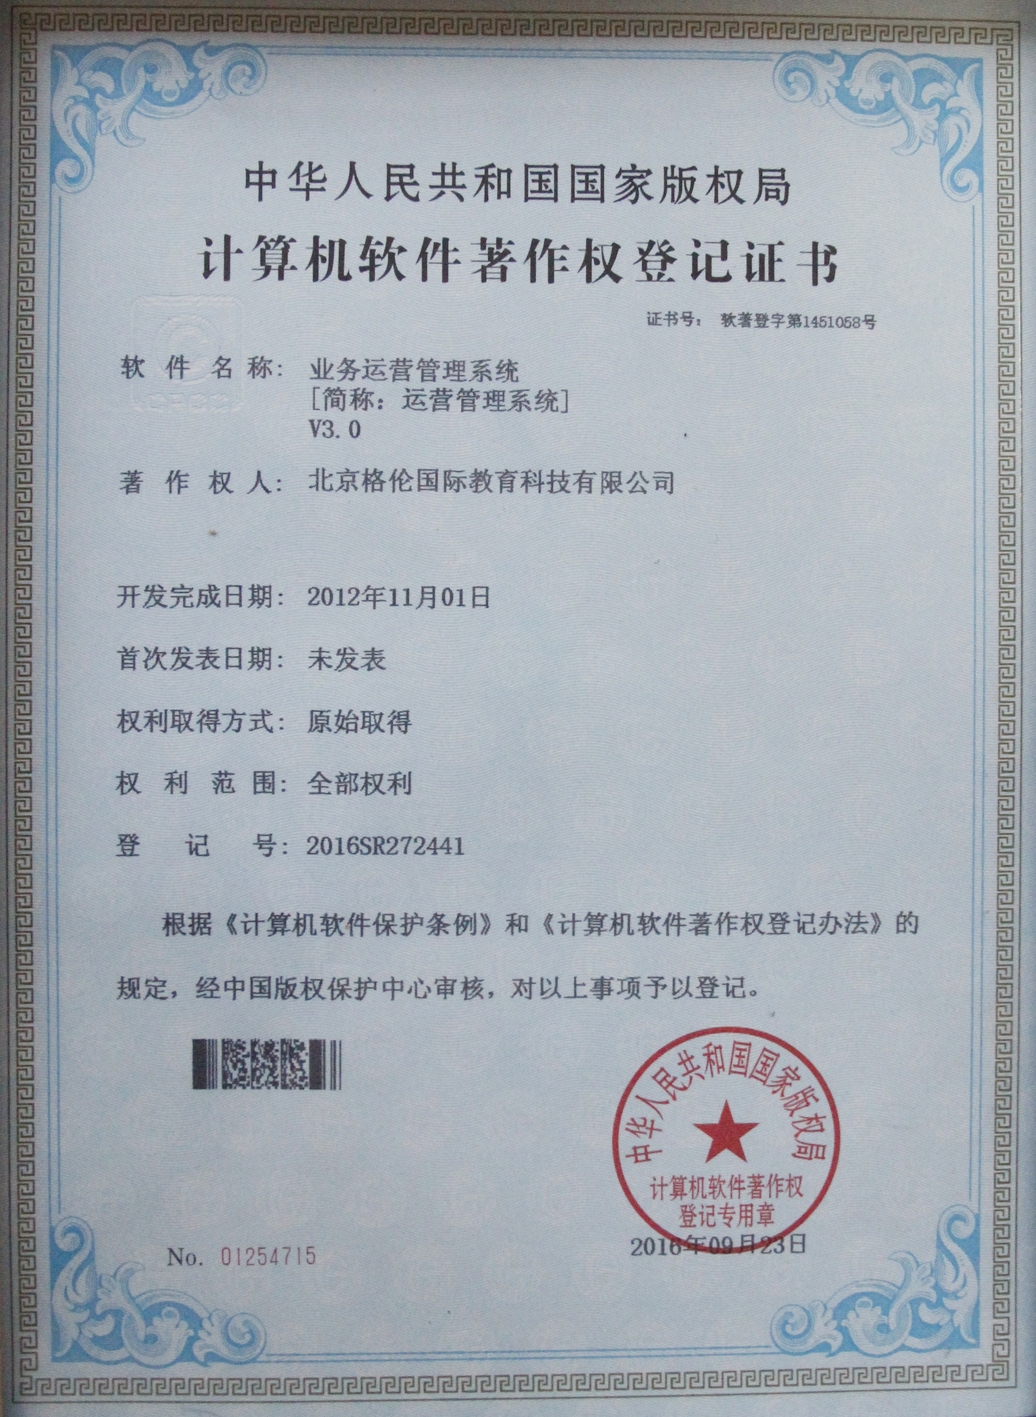 中华人民共和国国家版权局
计算机软件著作权登记证书
证书号: 软著登字第1451058号
软件名称: 业务运营管理系统
[简称: 运营管理系统]
V3.0
著作权人: 北京格伦国际教育科技有限公司
开发完成日期: 2012年11月01日
首次发表日期: 未发表
权利取得方式: 原始取得
权利范围: 全部权利
登记号: 2016SR272441
根据《计算机软件保护条例》和《计算机软件著作权登记办法》的
规定，经中国版权保护中心审核，对以上事项予以登记。
中华人民共和国国家版权局
计算机软件著作权
登记专用章
No. 01254715
2016年09月23日